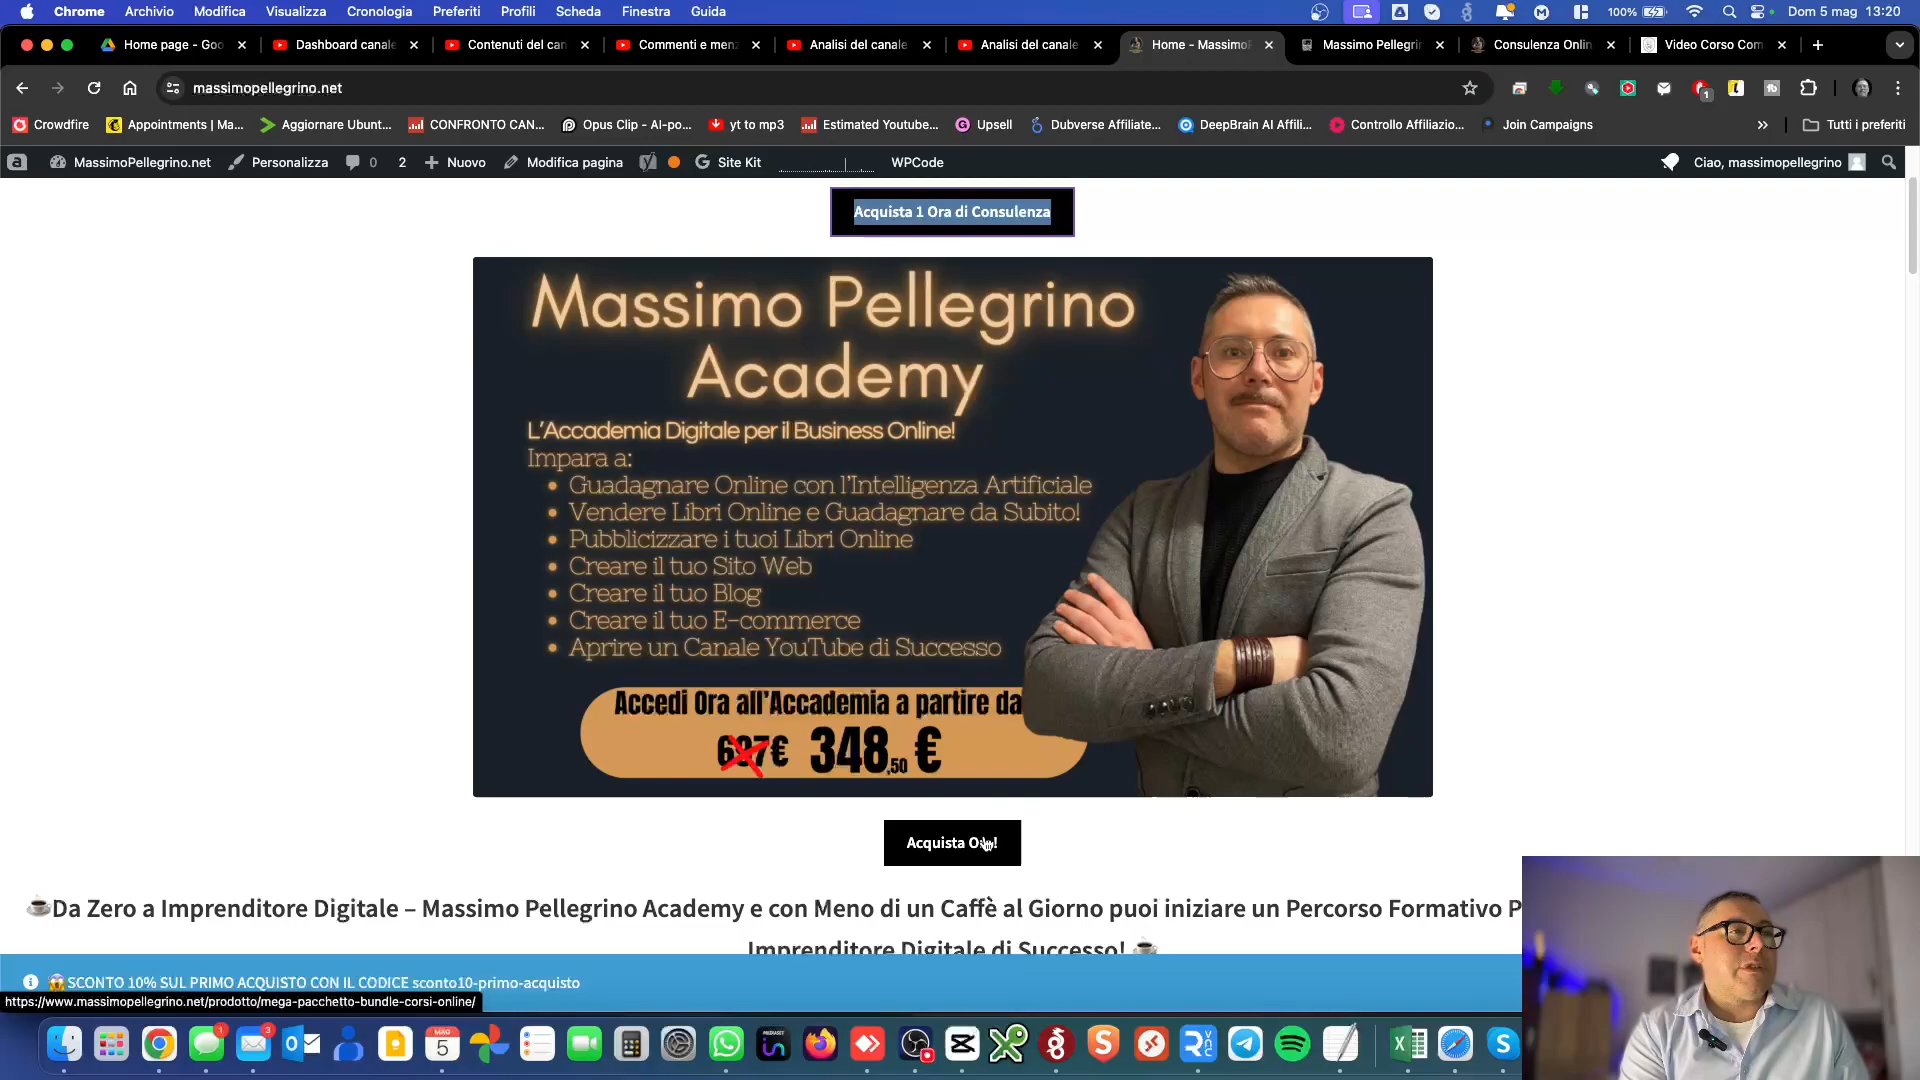 Chrome Archivio Modifica Visualizza Cronologia Preferiti Profili Scheda Finestra Guida 100% Dom 5 mag 13:20
Home page - Goo Dashboard canale Contenuti del can Commenti e menz Analisi del canale Analisi del canale Home - MassimoP Massimo Pellegrin Consulenza Onlin Video Corso Com
massimopellegrino.net
Crowdfire Appointments | Ma... Aggiornare Ubunt... CONFRONTO CAN... Opus Clip - AI-po... yt to mp3 Estimated Youtube... Upsell Dubverse Affiliate... DeepBrain AI Affili... Controllo Affiliazio... Join Campaigns Tutti i preferiti
MassimoPellegrino.net Personalizza 0 2 Nuovo Modifica pagina Site Kit WPCode Ciao, massimopellegrino
Acquista 1 Ora di Consulenza
Massimo Pellegrino
Academy
L'Accademia Digitale per il Business Online!
Impara a:
• Guadagnare Online con l'Intelligenza Artificiale
• Vendere Libri Online e Guadagnare da Subito!
• Pubblicizzare i tuoi Libri Online
• Creare il tuo Sito Web
• Creare il tuo Blog
• Creare il tuo E-commerce
• Aprire un Canale YouTube di Successo
Accedi Ora all'Accademia a partire da
697€ 348,50 €
Acquista O !
☕Da Zero a Imprenditore Digitale – Massimo Pellegrino Academy e con Meno di un Caffè al Giorno puoi iniziare un Percorso Formativo P
Imprenditore Digitale di Successo! ☕
😱SCONTO 10% SUL PRIMO ACQUISTO CON IL CODICE sconto10-primo-acquisto
https://www.massimopellegrino.net/prodotto/mega-pacchetto-bundle-corsi-online/
1 3 MAG 5